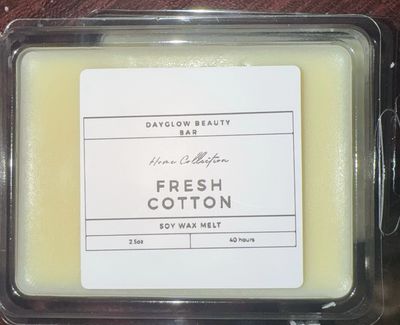 DAYGLOW BEAUTY
BAR
Home Collection
FRESH
COTTON
SOY WAX MELT
2.5oz 40 hours